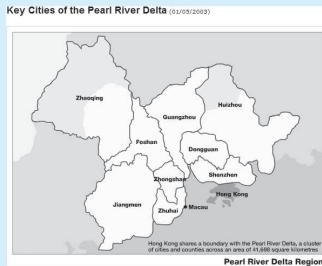 Key Cities of the Pearl River Delta (01/05/2003)
Zhaoqing
Huizhou
Guangzhou
Foshan
Dongguan
Zhongshan
Shenzhen
Hong Kong
Jiangmen
Zhuhai
Macau
Hong Kong shares a boundary with the Pearl River Delta, a cluster
of cities and counties across an area of 41,698 square kilometres
Pearl River Delta Region